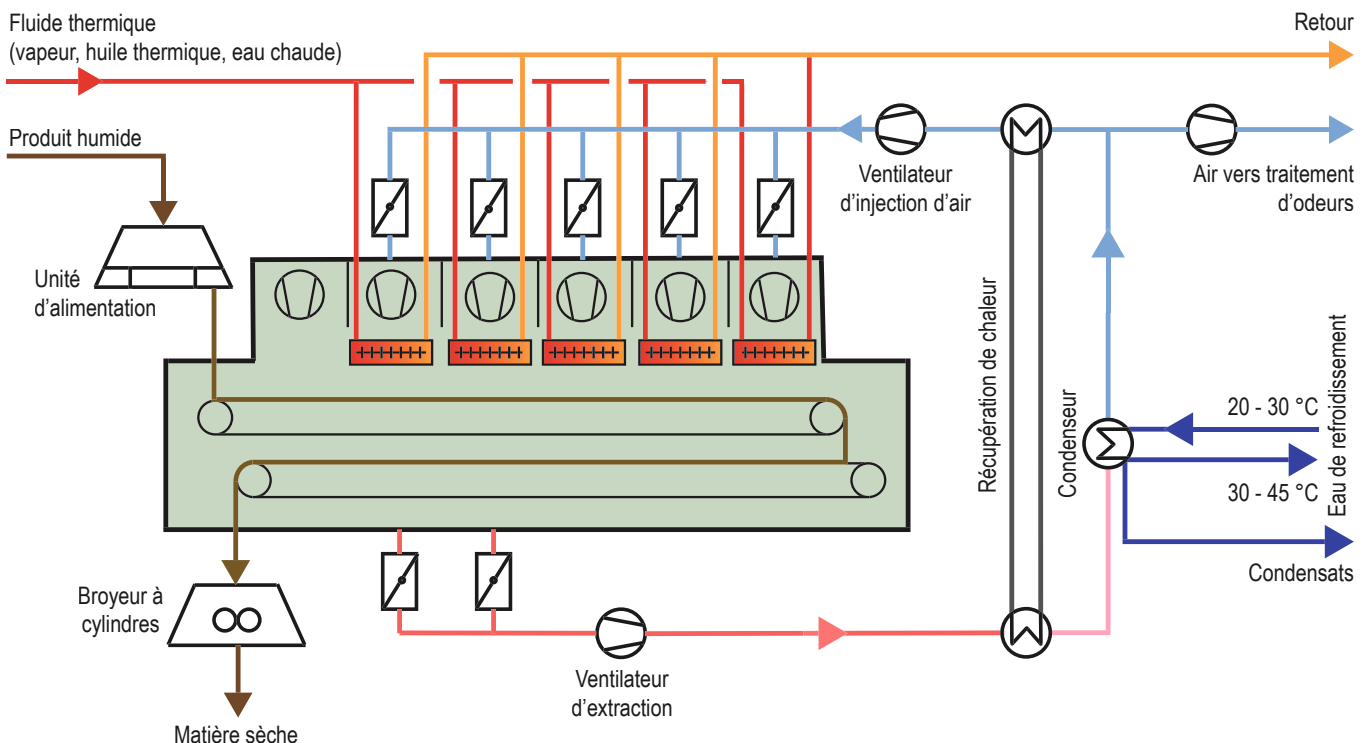 Fluide thermique
(vapeur, huile thermique, eau chaude)
Retour
Produit humide
Ventilateur
d'injection d'air
Air vers traitement
d'odeurs
Unité
d'alimentation
Récupération de chaleur
Condenseur
20 - 30 °C
30 - 45 °C
Eau de refroidissement
Condensats
Broyeur à
cylindres
Ventilateur
d'extraction
Matière sèche